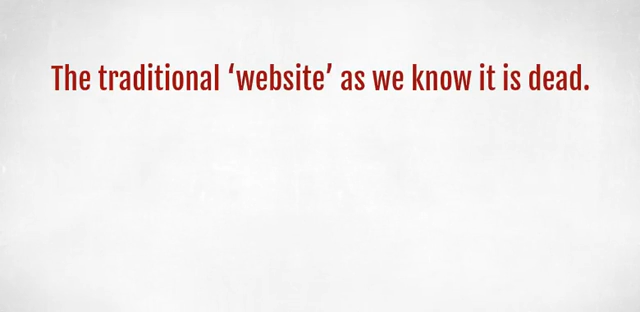 The traditional ‘website’ as we know it is dead.